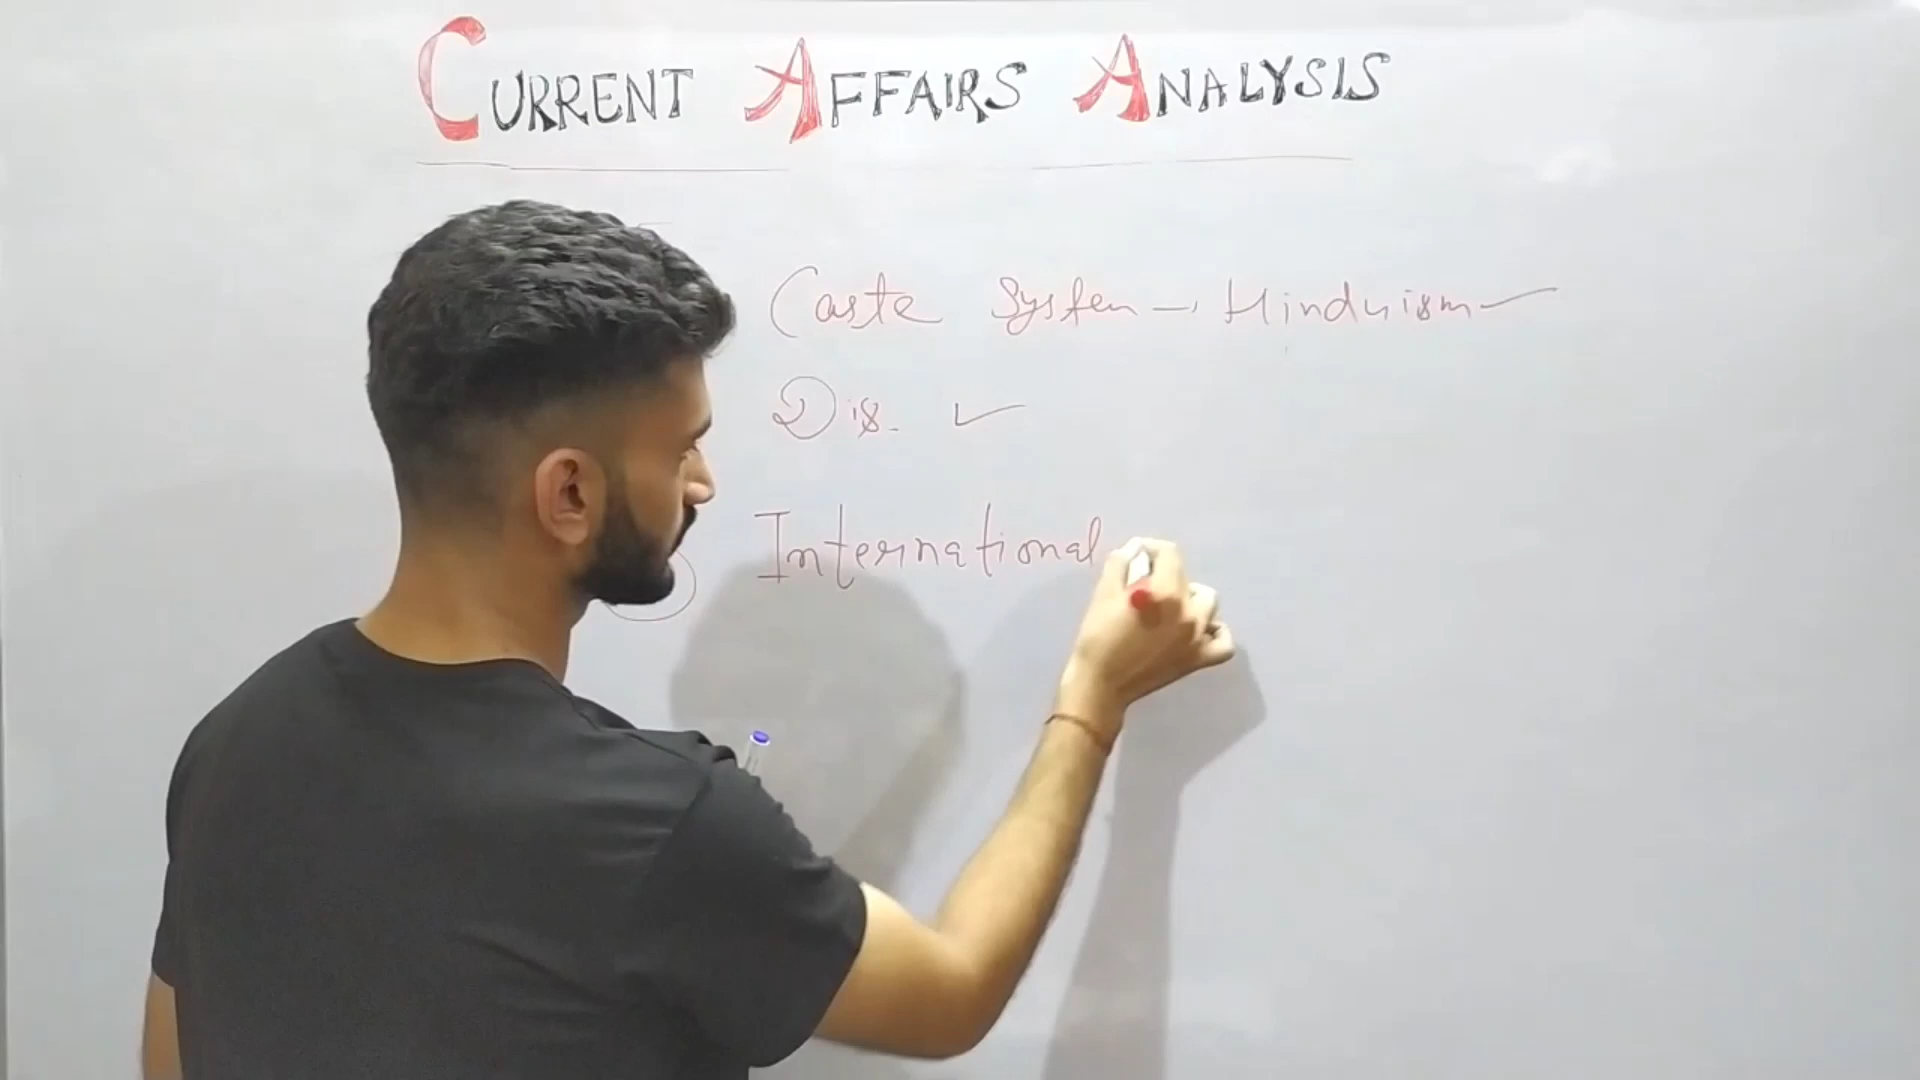 CURRENT AFFAIRS ANALYSIS
Caste System → Hinduism
Dis. ✓
International